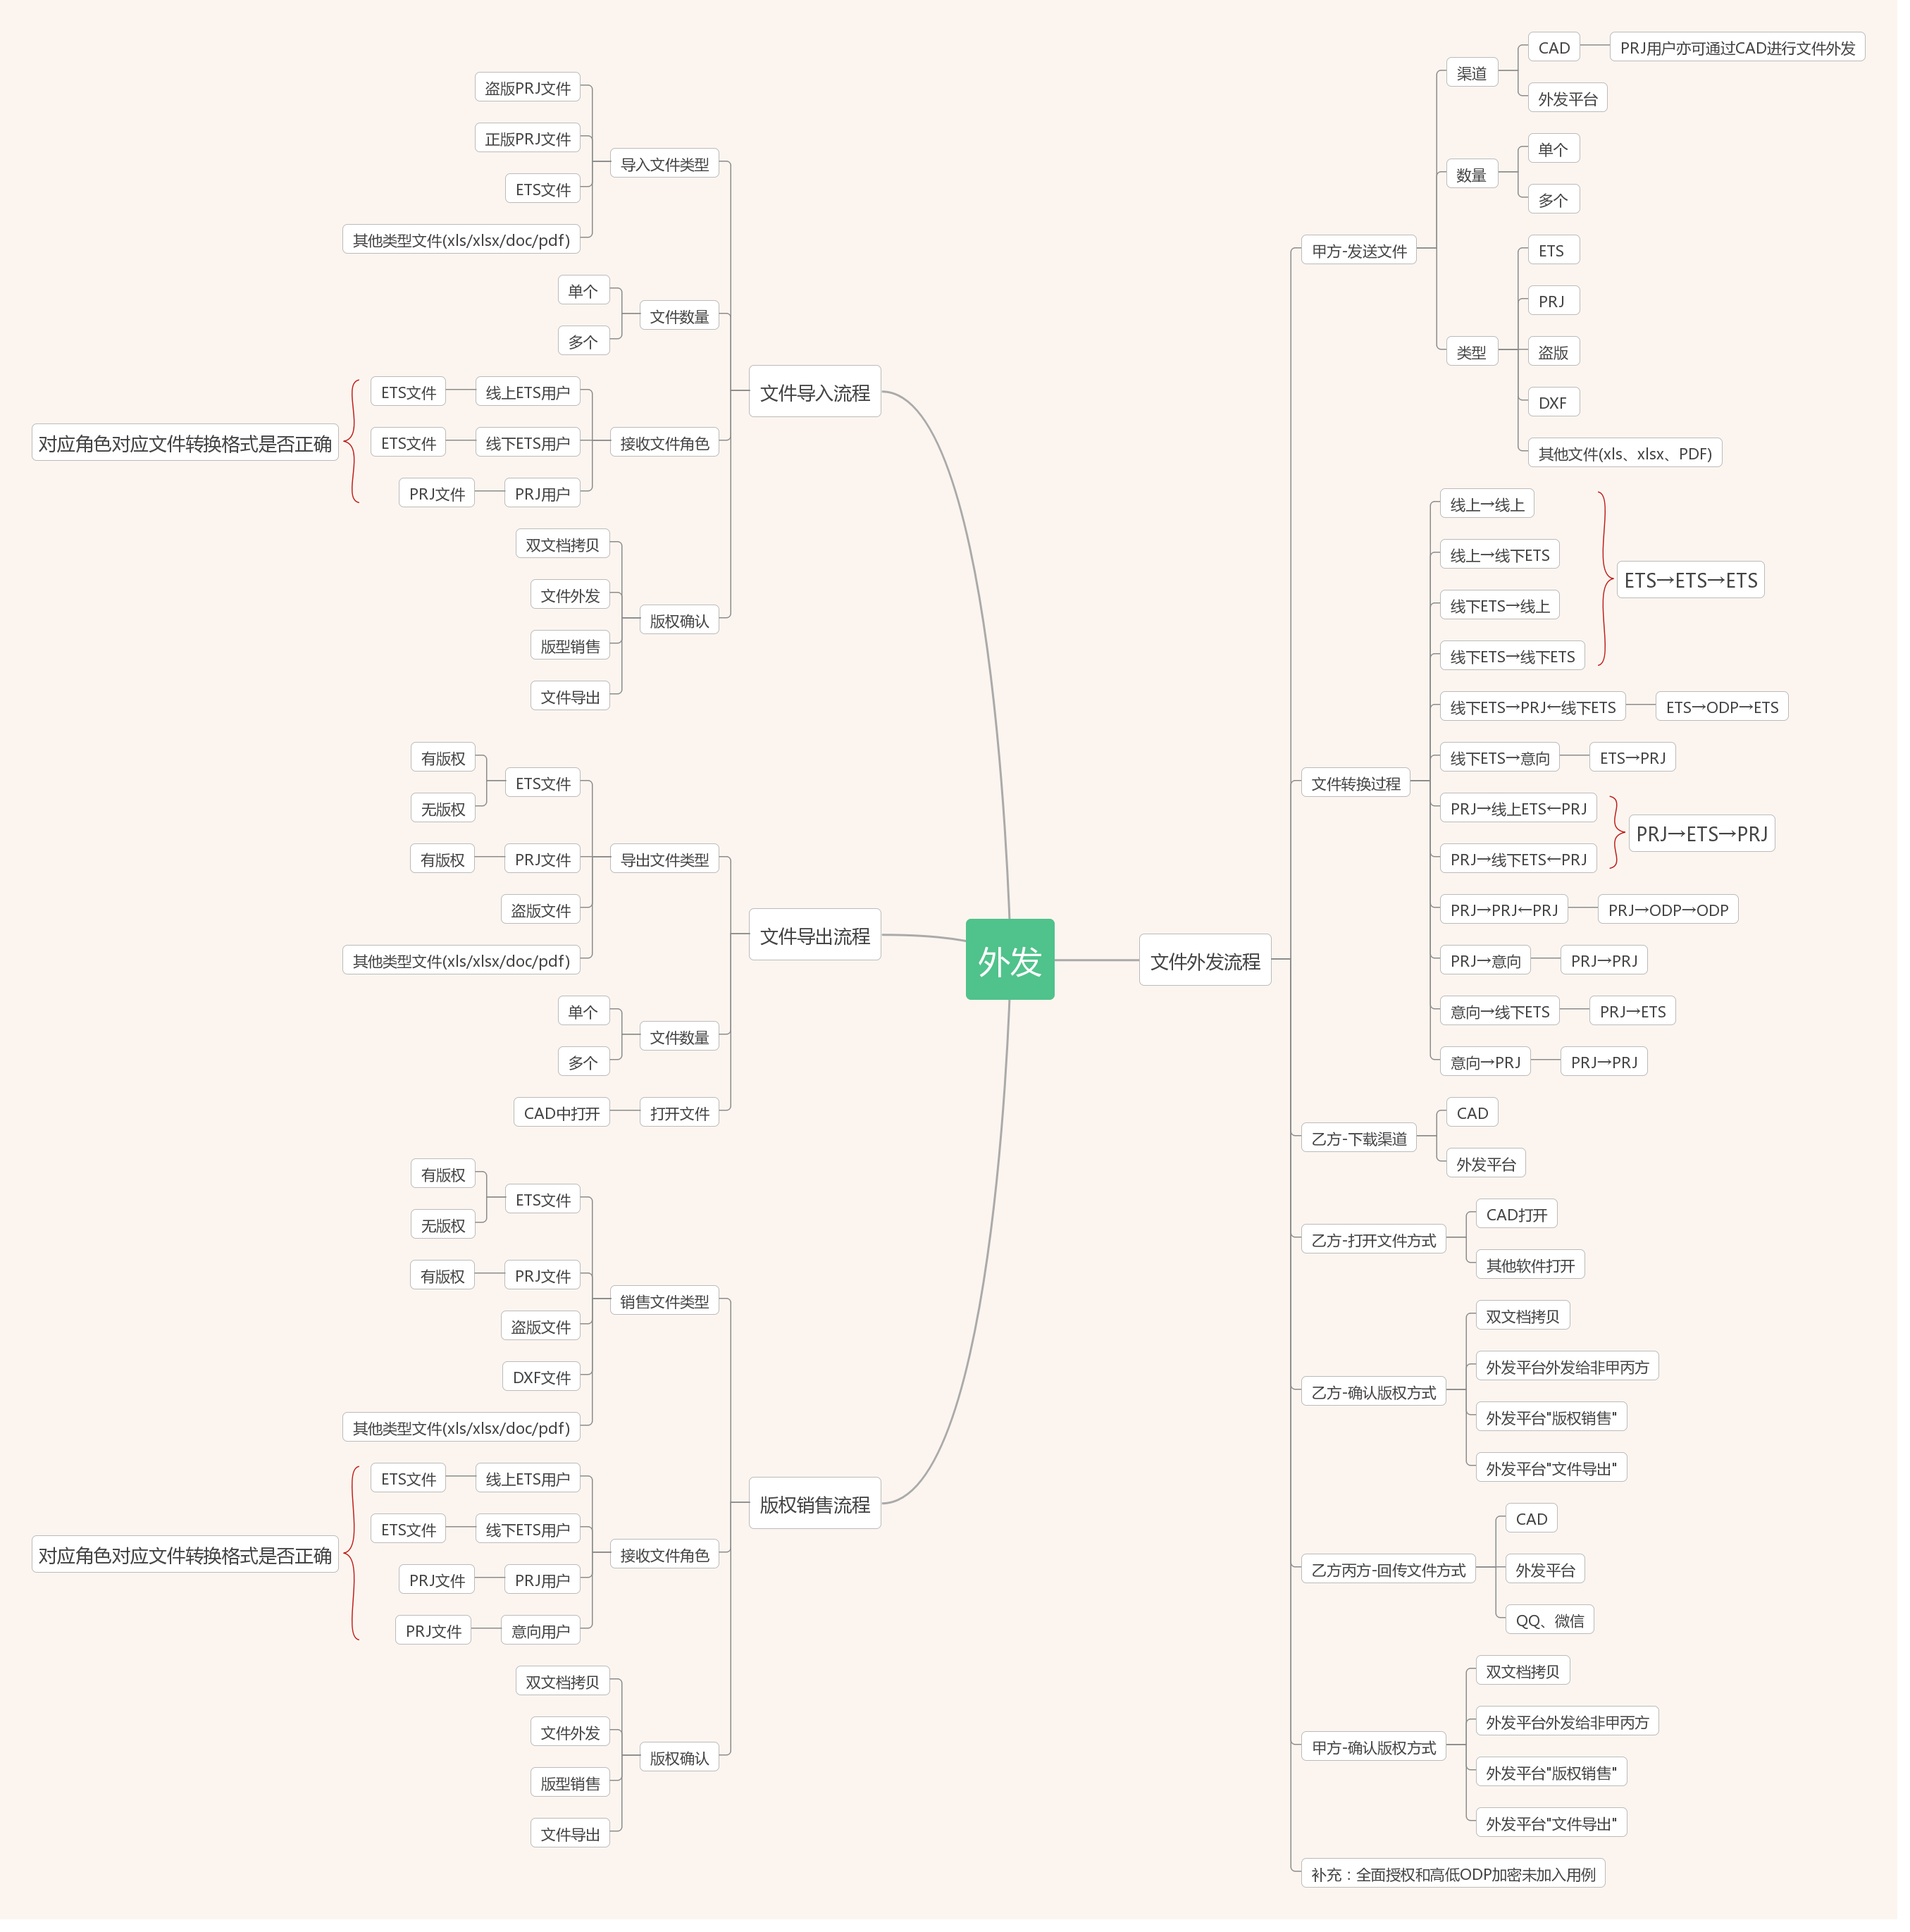 外发
文件导入流程
导入文件类型
盗版PRJ文件
正版PRJ文件
ETS文件
其他类型文件(xls/xlsx/doc/pdf)
文件数量
单个
多个
接收文件角色
线上ETS用户
ETS文件
线下ETS用户
ETS文件
PRJ用户
PRJ文件
对应角色对应文件转换格式是否正确
版权确认
双文档拷贝
文件外发
版型销售
文件导出
文件导出流程
导出文件类型
ETS文件
有版权
无版权
PRJ文件
有版权
盗版文件
其他类型文件(xls/xlsx/doc/pdf)
文件数量
单个
多个
打开文件
CAD中打开
版权销售流程
销售文件类型
ETS文件
有版权
无版权
PRJ文件
有版权
盗版文件
DXF文件
其他类型文件(xls/xlsx/doc/pdf)
接收文件角色
线上ETS用户
ETS文件
线下ETS用户
ETS文件
PRJ用户
PRJ文件
意向用户
PRJ文件
对应角色对应文件转换格式是否正确
版权确认
双文档拷贝
文件外发
版型销售
文件导出
文件外发流程
甲方-发送文件
渠道
CAD
PRJ用户亦可通过CAD进行文件外发
外发平台
数量
单个
多个
类型
ETS
PRJ
盗版
DXF
其他文件(xls、xlsx、PDF)
文件转换过程
线上→线上
线上→线下ETS
线下ETS→线上
线下ETS→线下ETS
ETS→ETS→ETS
线下ETS→PRJ←线下ETS
ETS→ODP→ETS
线下ETS→意向
ETS→PRJ
PRJ→线上ETS←PRJ
PRJ→线下ETS←PRJ
PRJ→ETS→PRJ
PRJ→PRJ←PRJ
PRJ→ODP→ODP
PRJ→意向
PRJ→PRJ
意向→线下ETS
PRJ→ETS
意向→PRJ
PRJ→PRJ
乙方-下载渠道
CAD
外发平台
乙方-打开文件方式
CAD打开
其他软件打开
乙方-确认版权方式
双文档拷贝
外发平台外发给非甲丙方
外发平台"版权销售"
外发平台"文件导出"
乙方丙方-回传文件方式
CAD
外发平台
QQ、微信
甲方-确认版权方式
双文档拷贝
外发平台外发给非甲丙方
外发平台"版权销售"
外发平台"文件导出"
补充：全面授权和高低ODP加密未加入用例